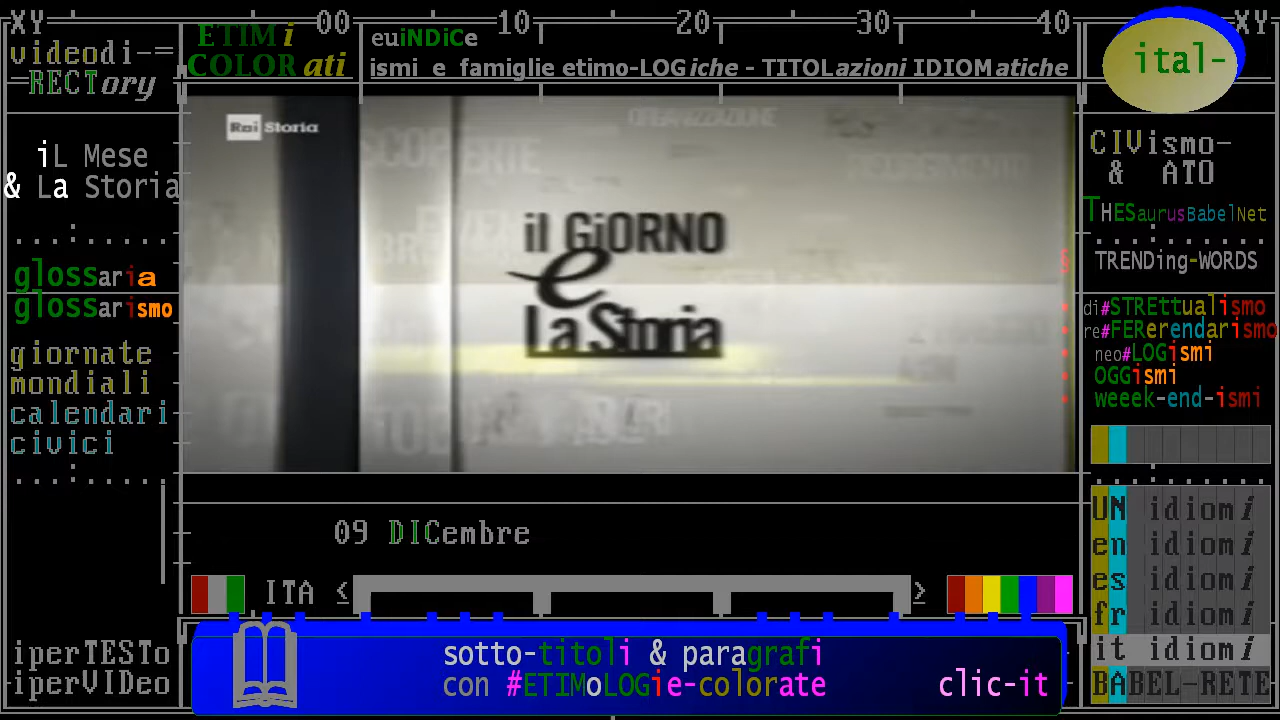 XY 00 10 20 30 40 XY
videodi-=
=RECTory
ETIMi
COLORati
euiNDiCe
ismi e famiglie etimo-LOGiche - TITOLazioni IDIOMatiche
ital-
iL Mese
& La Storia
...:.....
glossaria
glossarismo
giornate
mondiali
calendari
civici
...:.....
iperTESTo
-iperVIDeo
Rai Storia
ORGANIZZAZIONE
il GiORNO
e
La Storia
09 DICembre
ITA < >
sotto-titoli & paragrafi
con #ETIMoLOGie-colorate
clic-it
CIVismo-
& ATO
THESaurusBabelNet
...:.....
TRENDing-WORDS
di#STREttualismo
re#FERerendarismo
neo#LOGismi
OGGismi
weeek-end-ismi
...:.....
UN idiomi
en idiomi
es idiomi
fr idiomi
it idiomi
BABEL-RETE